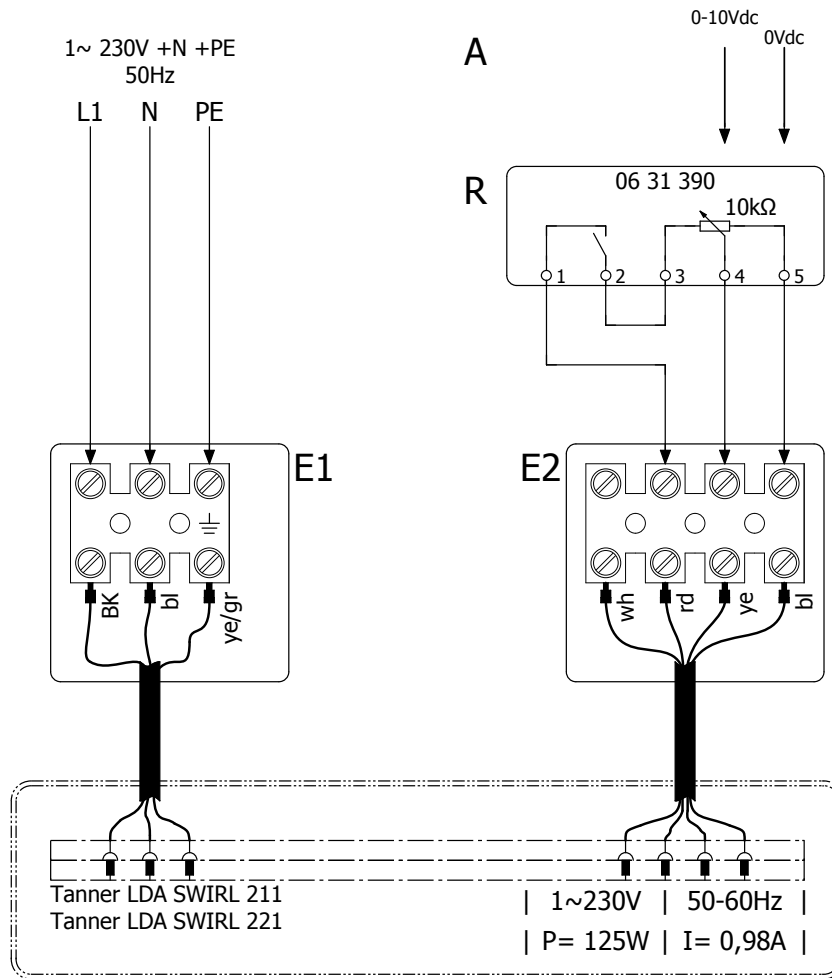 0-10Vdc
0Vdc
1~ 230V +N +PE
50Hz
A
L1 N PE
R
06 31 390
10kΩ
1 2 3 4 5
E1
E2
BK bl ye/gr
wh rd ye bl
Tanner LDA SWIRL 211
Tanner LDA SWIRL 221
| 1~230V | 50-60Hz |
| P= 125W | I= 0,98A |